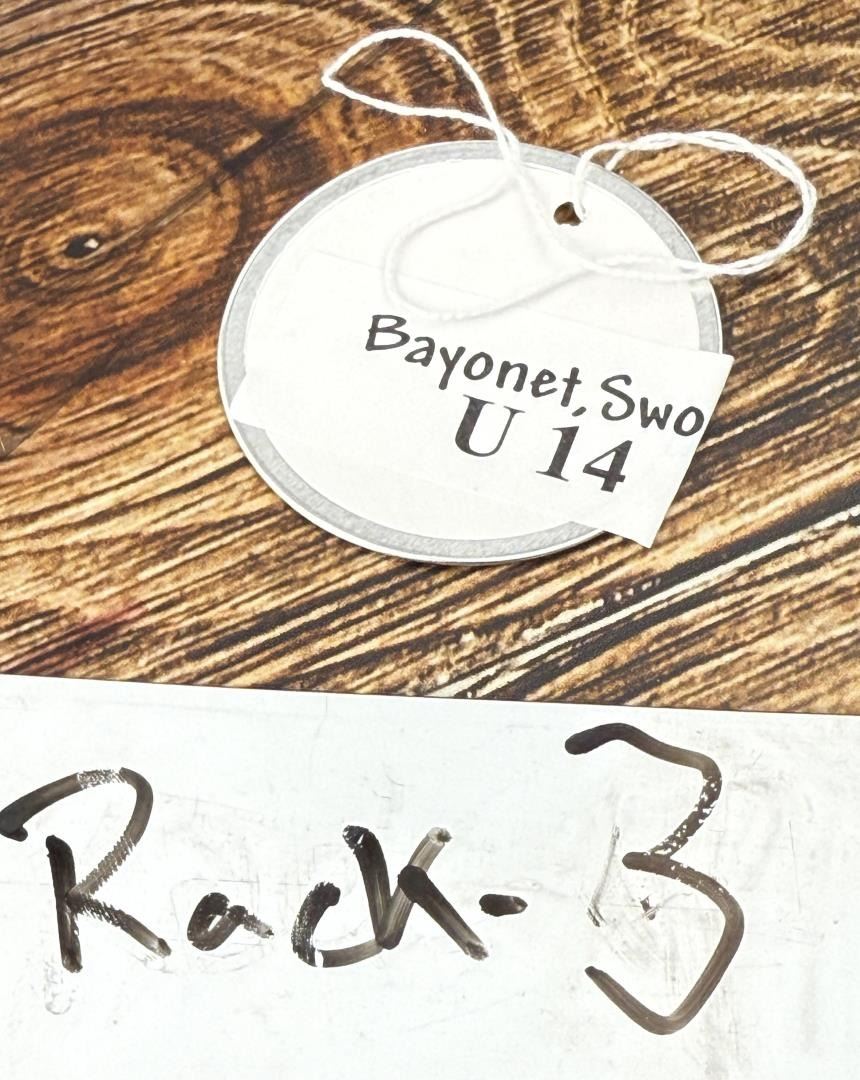 Bayonet, Swo
U 14
Rack-3